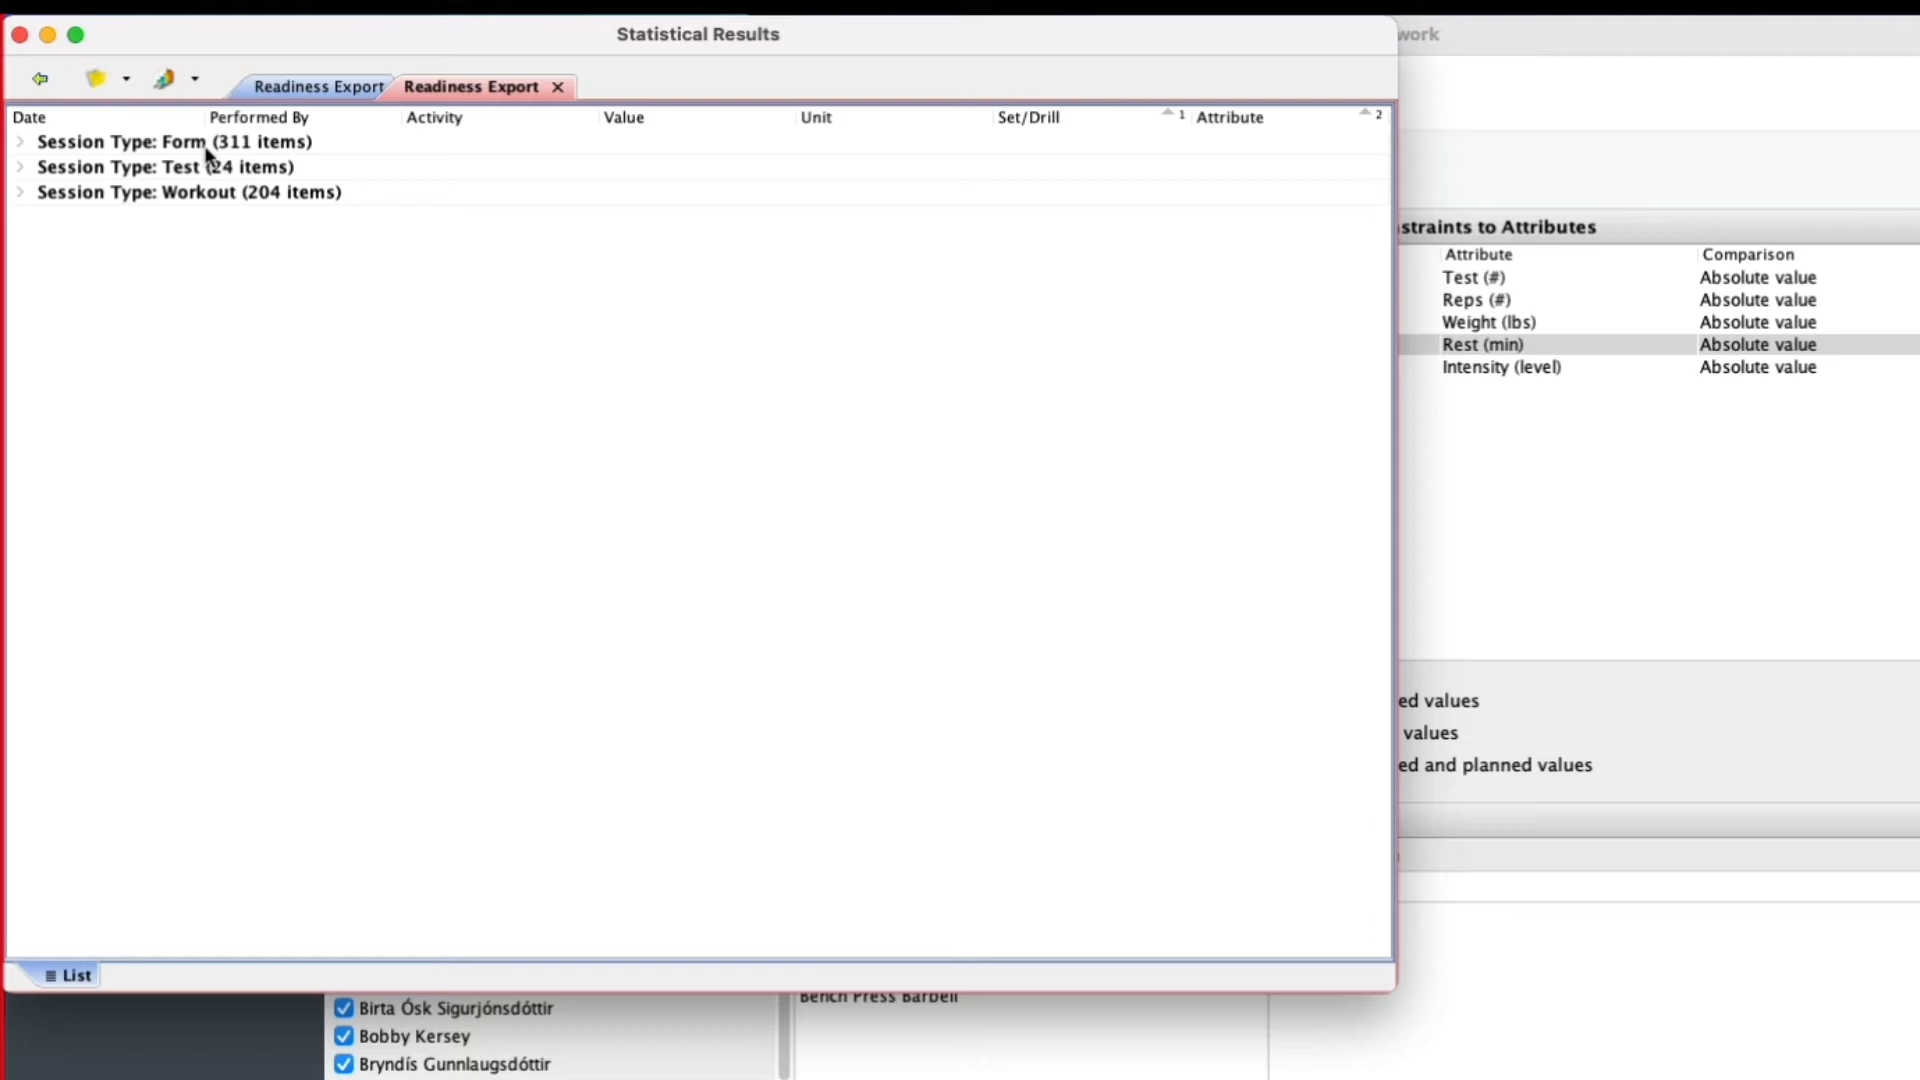 Statistical Results
work
Readiness Export
Readiness Export
Date Performed By Activity Value Unit Set/Drill 1 Attribute 2
Session Type: Form (311 items)
Session Type: Test (24 items)
Session Type: Workout (204 items)
straints to Attributes
Attribute Comparison
Test (#) Absolute value
Reps (#) Absolute value
Weight (lbs) Absolute value
Rest (min) Absolute value
Intensity (level) Absolute value
ed values
values
ed and planned values
List
Bench Press Barbell
Birta Ósk Sigurjónsdóttir
Bobby Kersey
Bryndís Gunnlaugsdóttir